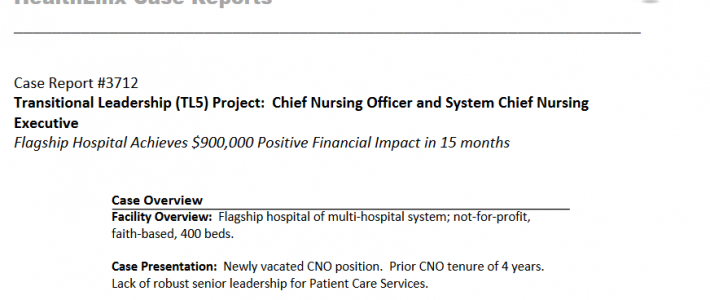 HealthLinx Case Reports
Case Report #3712
Transitional Leadership (TL5) Project:  Chief Nursing Officer and System Chief Nursing
Executive
Flagship Hospital Achieves $900,000 Positive Financial Impact in 15 months
Case Overview
Facility Overview:  Flagship hospital of multi-hospital system; not-for-profit,
faith-based, 400 beds.
Case Presentation:  Newly vacated CNO position.  Prior CNO tenure of 4 years.
Lack of robust senior leadership for Patient Care Services.